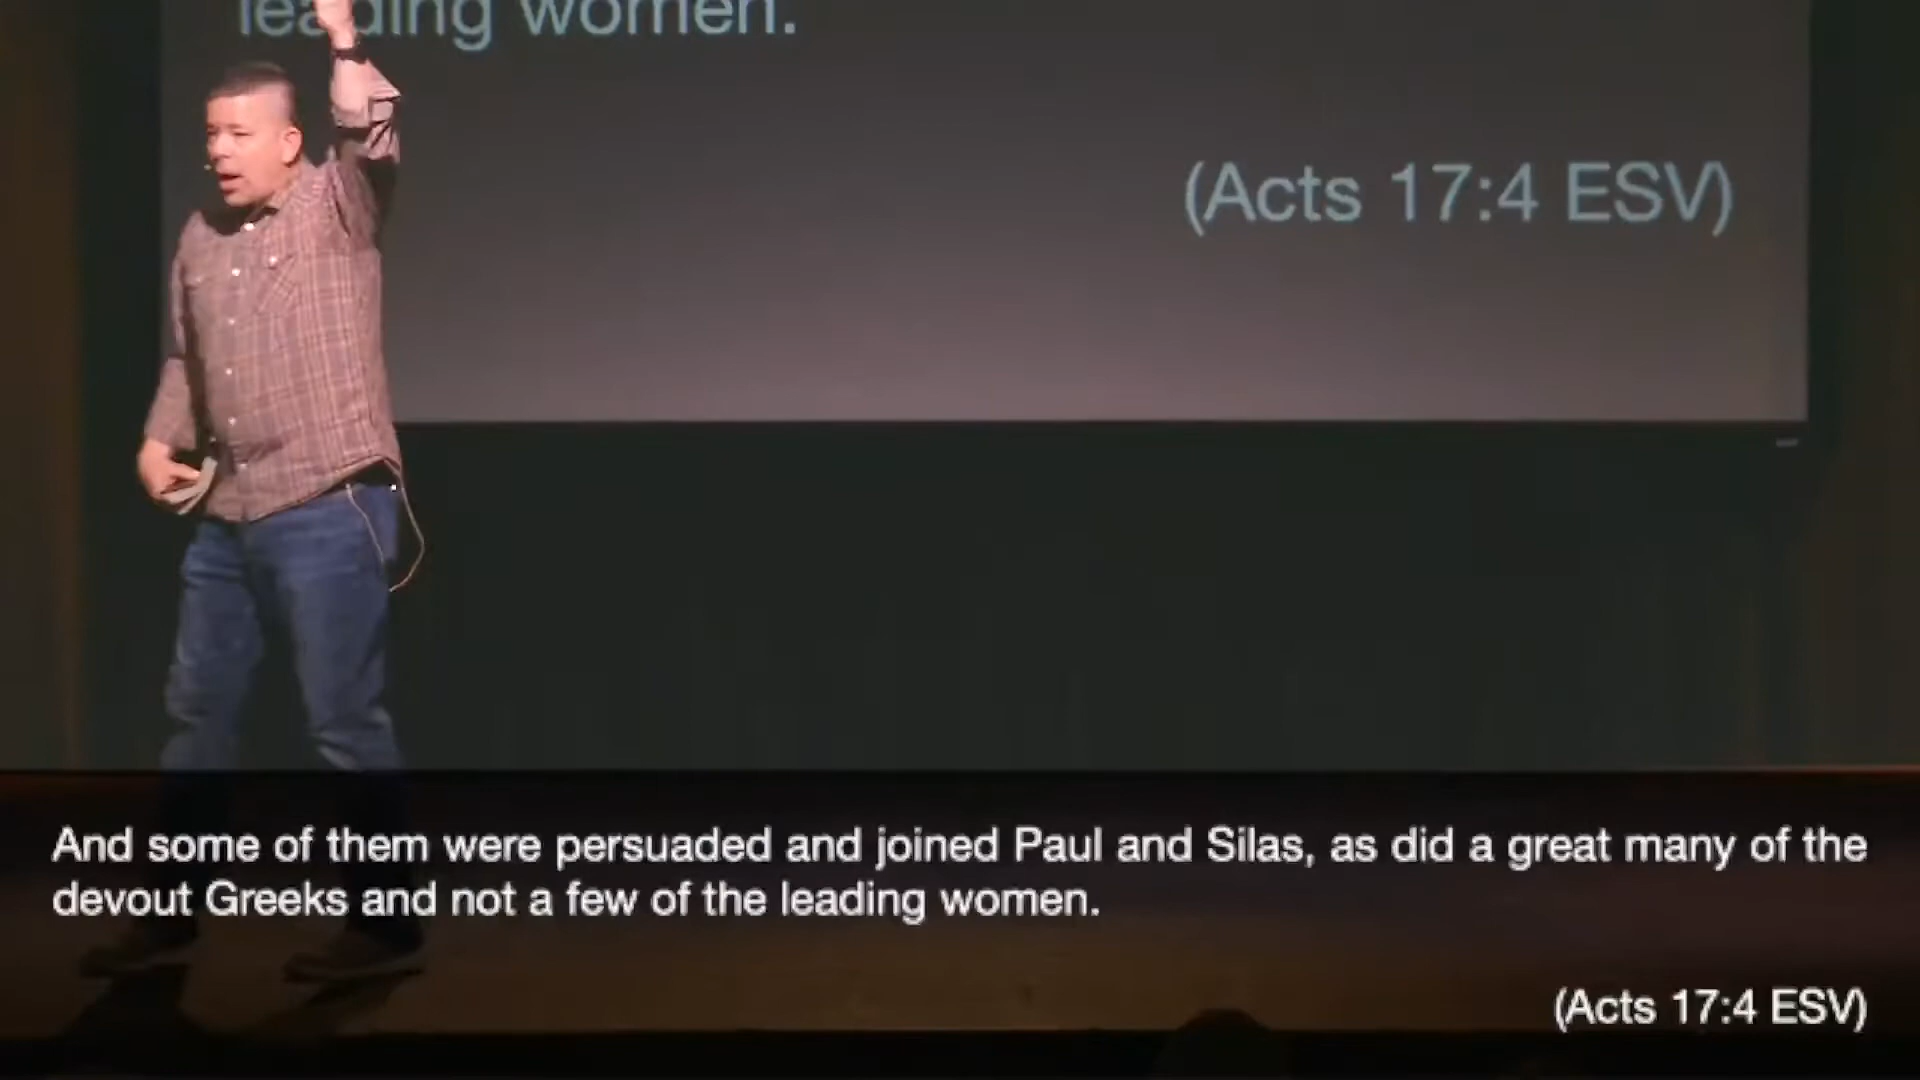 leading women.
(Acts 17:4 ESV)
And some of them were persuaded and joined Paul and Silas, as did a great many of the
devout Greeks and not a few of the leading women.
(Acts 17:4 ESV)